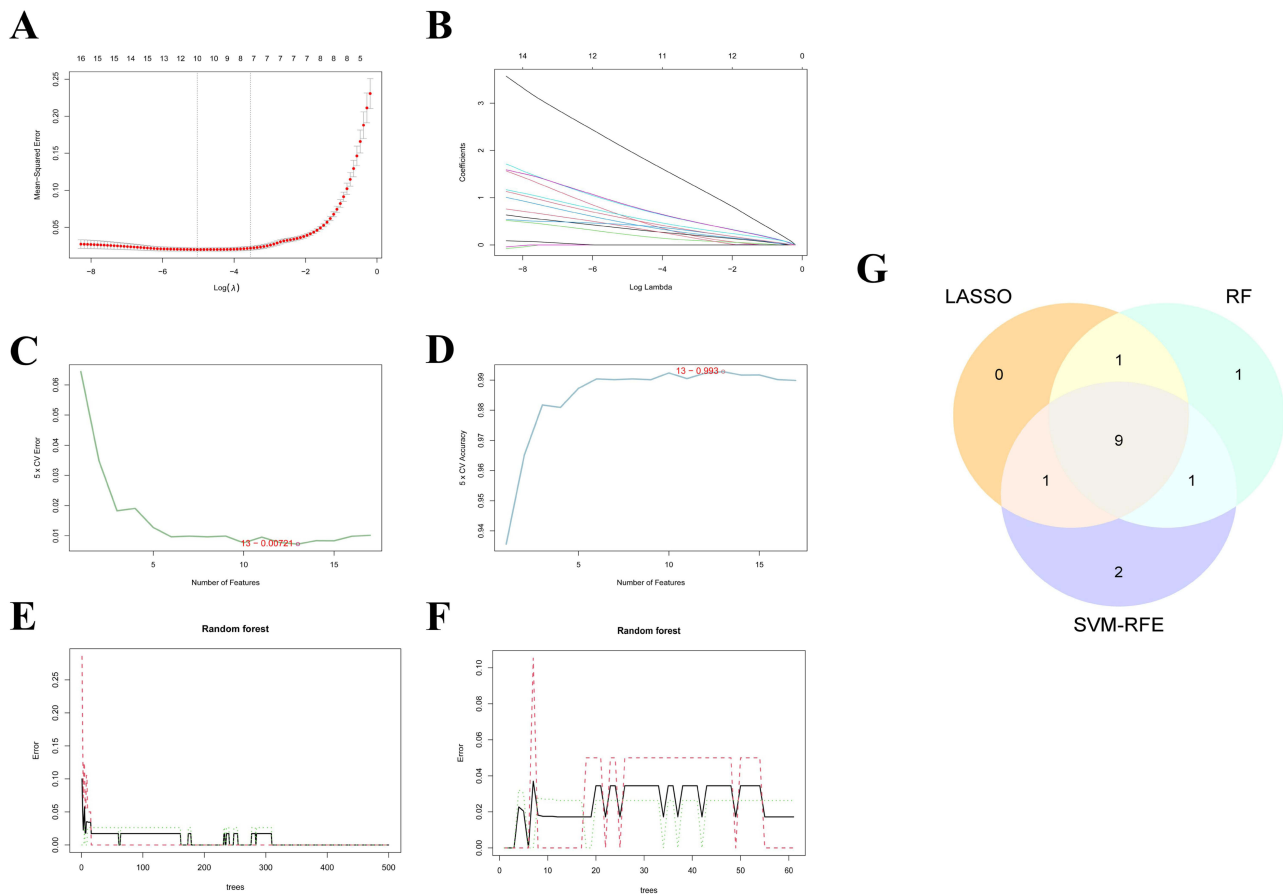 A
16 15 15 14 15 13 12 10 10 9 8 7 7 7 7 8 8 8 5
0.25
0.20
0.15
0.10
0.05
Mean−Squared Error
−8 −6 −4 −2 0
Log(λ)
B
14 12 11 12 0
3
2
1
0
Coefficients
−8 −6 −4 −2 0
Log Lambda
C
0.06
0.05
0.04
0.03
0.02
0.01
5 x CV Error
13 − 0.00721
5 10 15
Number of Features
D
0.99
0.98
0.97
0.96
0.95
0.94
5 x CV Accuracy
13 − 0.993
5 10 15
Number of Features
E
Random forest
0.25
0.20
0.15
0.10
0.05
0.00
Error
0 100 200 300 400 500
trees
F
Random forest
0.10
0.08
0.06
0.04
0.02
0.00
Error
0 10 20 30 40 50 60
trees
G
LASSO
RF
0
1
1
9
1
1
2
SVM-RFE